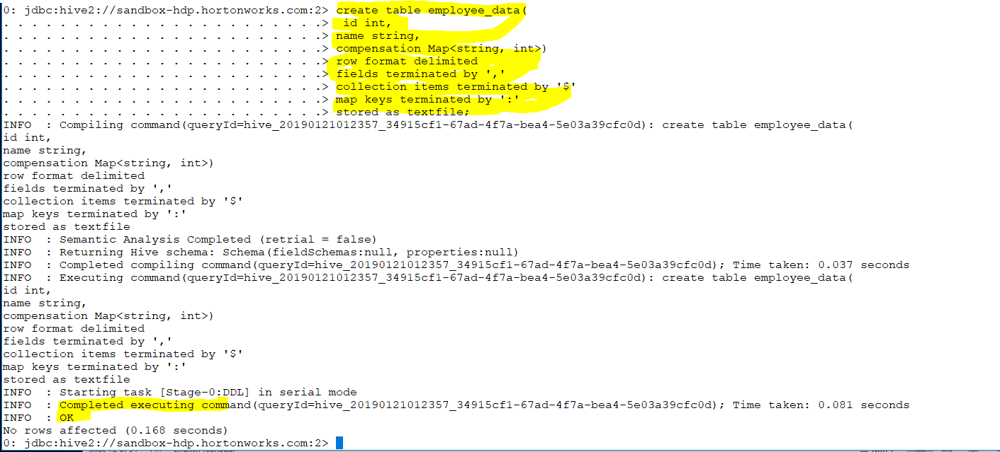 0: jdbc:hive2://sandbox-hdp.hortonworks.com:2> create table employee_data(
. . . . . . . . . . . . . . . . . . . . . . .> id int,
. . . . . . . . . . . . . . . . . . . . . . .> name string,
. . . . . . . . . . . . . . . . . . . . . . .> compensation Map<string, int>)
. . . . . . . . . . . . . . . . . . . . . . .> row format delimited
. . . . . . . . . . . . . . . . . . . . . . .> fields terminated by ','
. . . . . . . . . . . . . . . . . . . . . . .> collection items terminated by '$'
. . . . . . . . . . . . . . . . . . . . . . .> map keys terminated by ':'
. . . . . . . . . . . . . . . . . . . . . . .> stored as textfile;
INFO  : Compiling command(queryId=hive_20190121012357_34915cf1-67ad-4f7a-bea4-5e03a39cfc0d): create table employee_data(
id int,
name string,
compensation Map<string, int>)
row format delimited
fields terminated by ','
collection items terminated by '$'
map keys terminated by ':'
stored as textfile
INFO  : Semantic Analysis Completed (retrial = false)
INFO  : Returning Hive schema: Schema(fieldSchemas:null, properties:null)
INFO  : Completed compiling command(queryId=hive_20190121012357_34915cf1-67ad-4f7a-bea4-5e03a39cfc0d); Time taken: 0.037 seconds
INFO  : Executing command(queryId=hive_20190121012357_34915cf1-67ad-4f7a-bea4-5e03a39cfc0d): create table employee_data(
id int,
name string,
compensation Map<string, int>)
row format delimited
fields terminated by ','
collection items terminated by '$'
map keys terminated by ':'
stored as textfile
INFO  : Starting task [Stage-0:DDL] in serial mode
INFO  : Completed executing command(queryId=hive_20190121012357_34915cf1-67ad-4f7a-bea4-5e03a39cfc0d); Time taken: 0.081 seconds
INFO  : OK
No rows affected (0.168 seconds)
0: jdbc:hive2://sandbox-hdp.hortonworks.com:2>